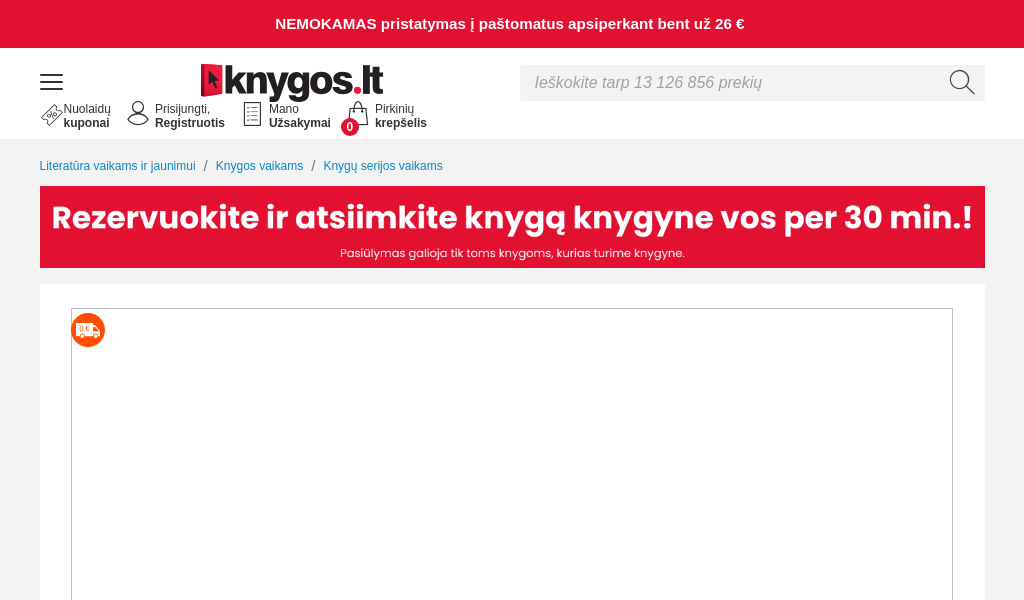 NEMOKAMAS pristatymas į paštomatus apsiperkant bent už 26 €
knygos.lt
Ieškokite tarp 13 126 856 prekių
Nuolaidų kuponai
Prisijungti, Registruotis
Mano Užsakymai
0
Pirkinių krepšelis
Literatūra vaikams ir jaunimui / Knygos vaikams / Knygų serijos vaikams
Rezervuokite ir atsiimkite knygą knygyne vos per 30 min.!
Pasiūlymas galioja tik toms knygoms, kurias turime knygyne.
0 €